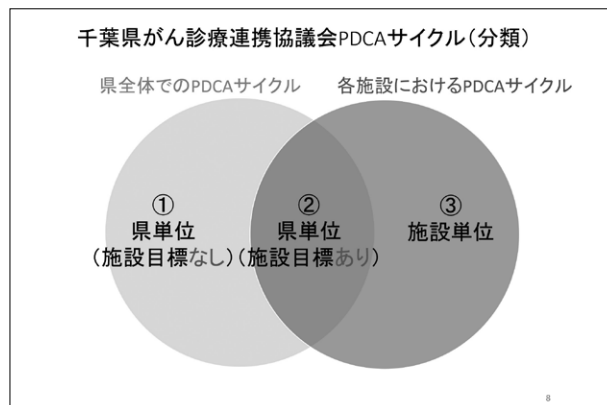 千葉県がん診療連携協議会PDCAサイクル(分類)
県全体でのPDCAサイクル
各施設におけるPDCAサイクル
①
県単位
(施設目標なし)
②
県単位
(施設目標あり)
③
施設単位
8